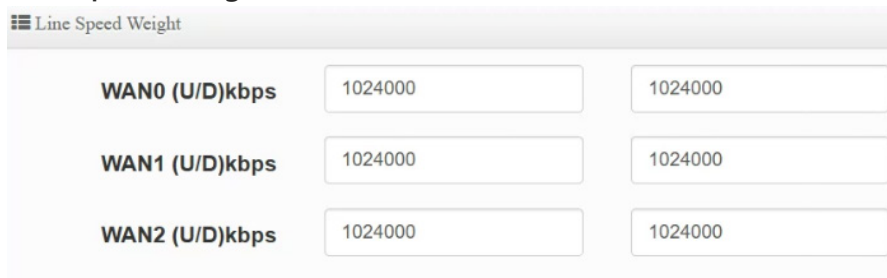 Line Speed Weight
WAN0 (U/D)kbps 1024000 1024000
WAN1 (U/D)kbps 1024000 1024000
WAN2 (U/D)kbps 1024000 1024000